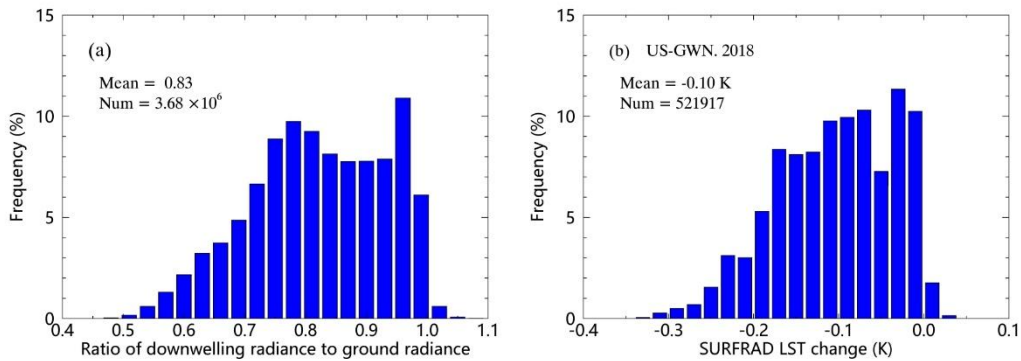 15
10
5
0
Frequency (%)
(a)
Mean = 0.83
Num = 3.68 ×10⁶
0.4 0.5 0.6 0.7 0.8 0.9 1.0 1.1
Ratio of downwelling radiance to ground radiance
15
10
5
0
Frequency (%)
(b) US-GWN. 2018
Mean = -0.10 K
Num = 521917
-0.4 -0.3 -0.2 -0.1 0.0 0.1
SURFRAD LST change (K)